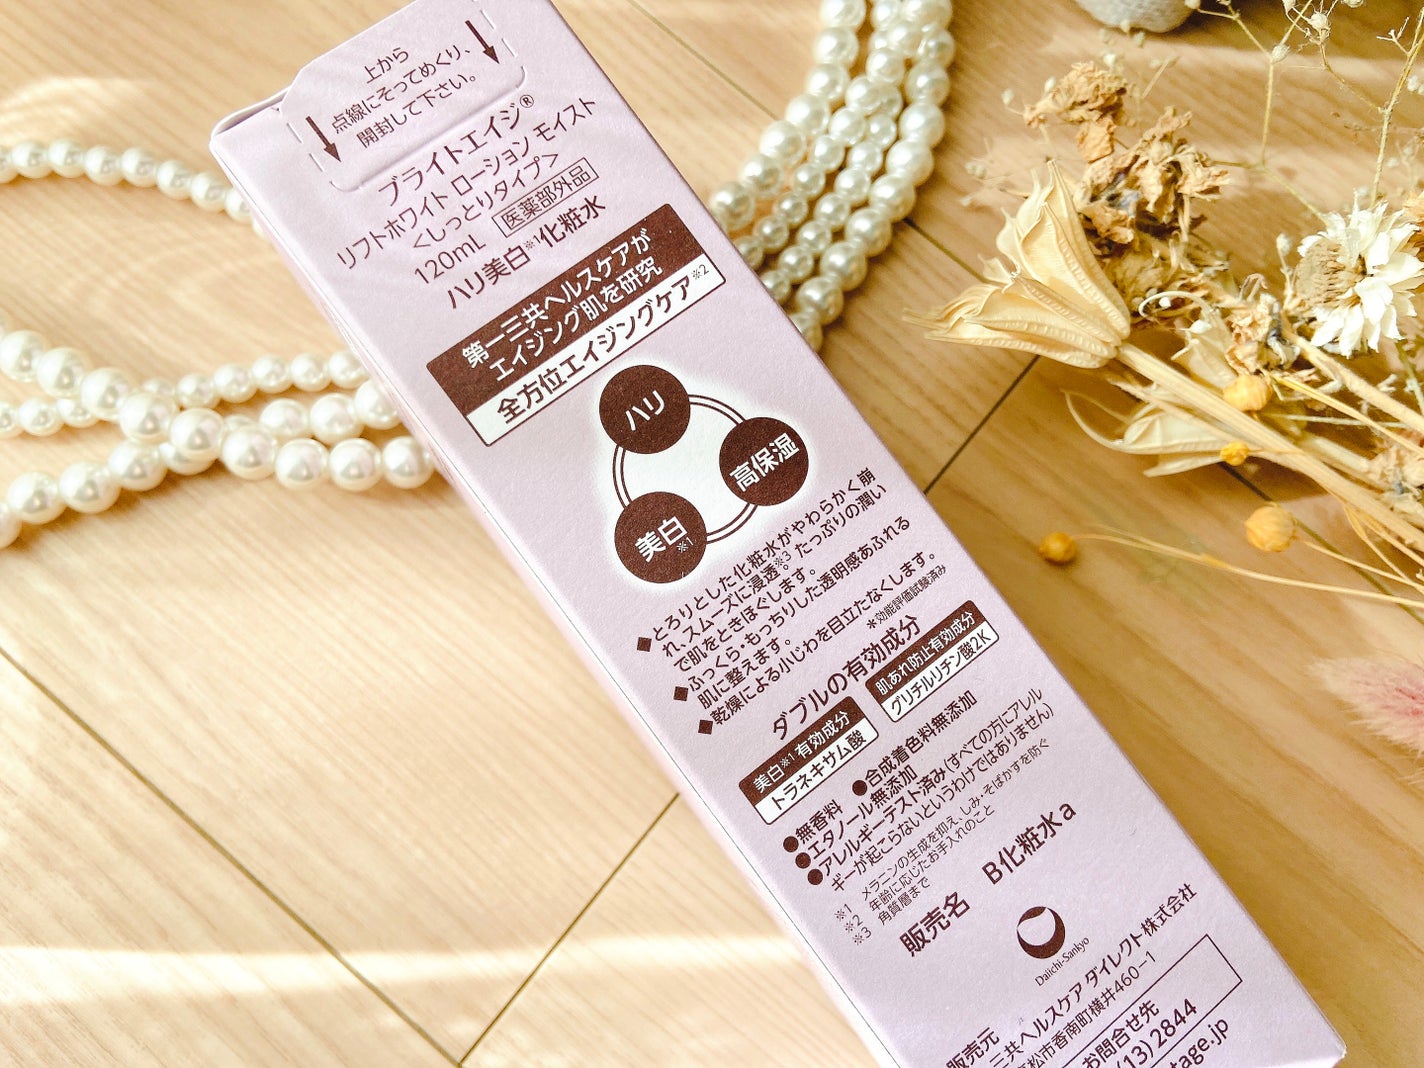 上から
点線にそってめくり、
開封して下さい。
ブライトエイジ®
リフトホワイト ローション モイスト
<しっとりタイプ>
120mL 医薬部外品
ハリ美白※1化粧水
第一三共ヘルスケアが
エイジング肌を研究
全方位エイジングケア※2
ハリ
高保湿
美白※1
■とろりとした化粧水がやわらかく崩
れ、スムーズに浸透※3。たっぷりの潤い
で肌をときほぐします。
■ふっくら・もっちりした透明感あふれる
肌に整えます。
■乾燥による小じわを目立たなくします。
＊効能評価試験済み
ダブルの有効成分
美白※1有効成分
トラネキサム酸
肌あれ防止有効成分
グリチルリチン酸2K
●無香料 ●合成着色料無添加
●エタノール無添加
●アレルギーテスト済み(すべての方にアレル
ギーが起こらないというわけではありません)
※1 メラニンの生成を抑え、しみ・そばかすを防ぐ
※2 年齢に応じたお手入れのこと
※3 角質層まで
販売名 B化粧水a
Daiichi-Sankyo
販売元
三共ヘルスケア ダイレクト株式会社
松市香南町横井460−1
お問合せ先
(13) 2844
tage.jp